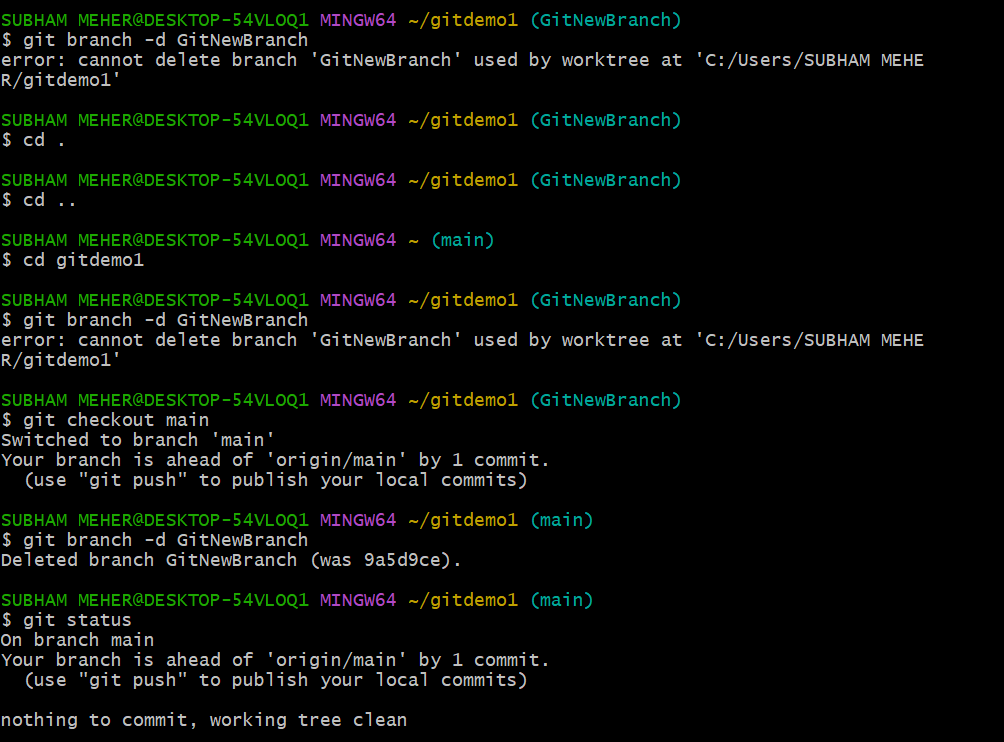 SUBHAM MEHER@DESKTOP-54VLOQ1 MINGW64 ~/gitdemo1 (GitNewBranch)
$ git branch -d GitNewBranch
error: cannot delete branch 'GitNewBranch' used by worktree at 'C:/Users/SUBHAM MEHE
R/gitdemo1'
SUBHAM MEHER@DESKTOP-54VLOQ1 MINGW64 ~/gitdemo1 (GitNewBranch)
$ cd .
SUBHAM MEHER@DESKTOP-54VLOQ1 MINGW64 ~/gitdemo1 (GitNewBranch)
$ cd ..
SUBHAM MEHER@DESKTOP-54VLOQ1 MINGW64 ~ (main)
$ cd gitdemo1
SUBHAM MEHER@DESKTOP-54VLOQ1 MINGW64 ~/gitdemo1 (GitNewBranch)
$ git branch -d GitNewBranch
error: cannot delete branch 'GitNewBranch' used by worktree at 'C:/Users/SUBHAM MEHE
R/gitdemo1'
SUBHAM MEHER@DESKTOP-54VLOQ1 MINGW64 ~/gitdemo1 (GitNewBranch)
$ git checkout main
Switched to branch 'main'
Your branch is ahead of 'origin/main' by 1 commit.
  (use "git push" to publish your local commits)
SUBHAM MEHER@DESKTOP-54VLOQ1 MINGW64 ~/gitdemo1 (main)
$ git branch -d GitNewBranch
Deleted branch GitNewBranch (was 9a5d9ce).
SUBHAM MEHER@DESKTOP-54VLOQ1 MINGW64 ~/gitdemo1 (main)
$ git status
On branch main
Your branch is ahead of 'origin/main' by 1 commit.
  (use "git push" to publish your local commits)
nothing to commit, working tree clean